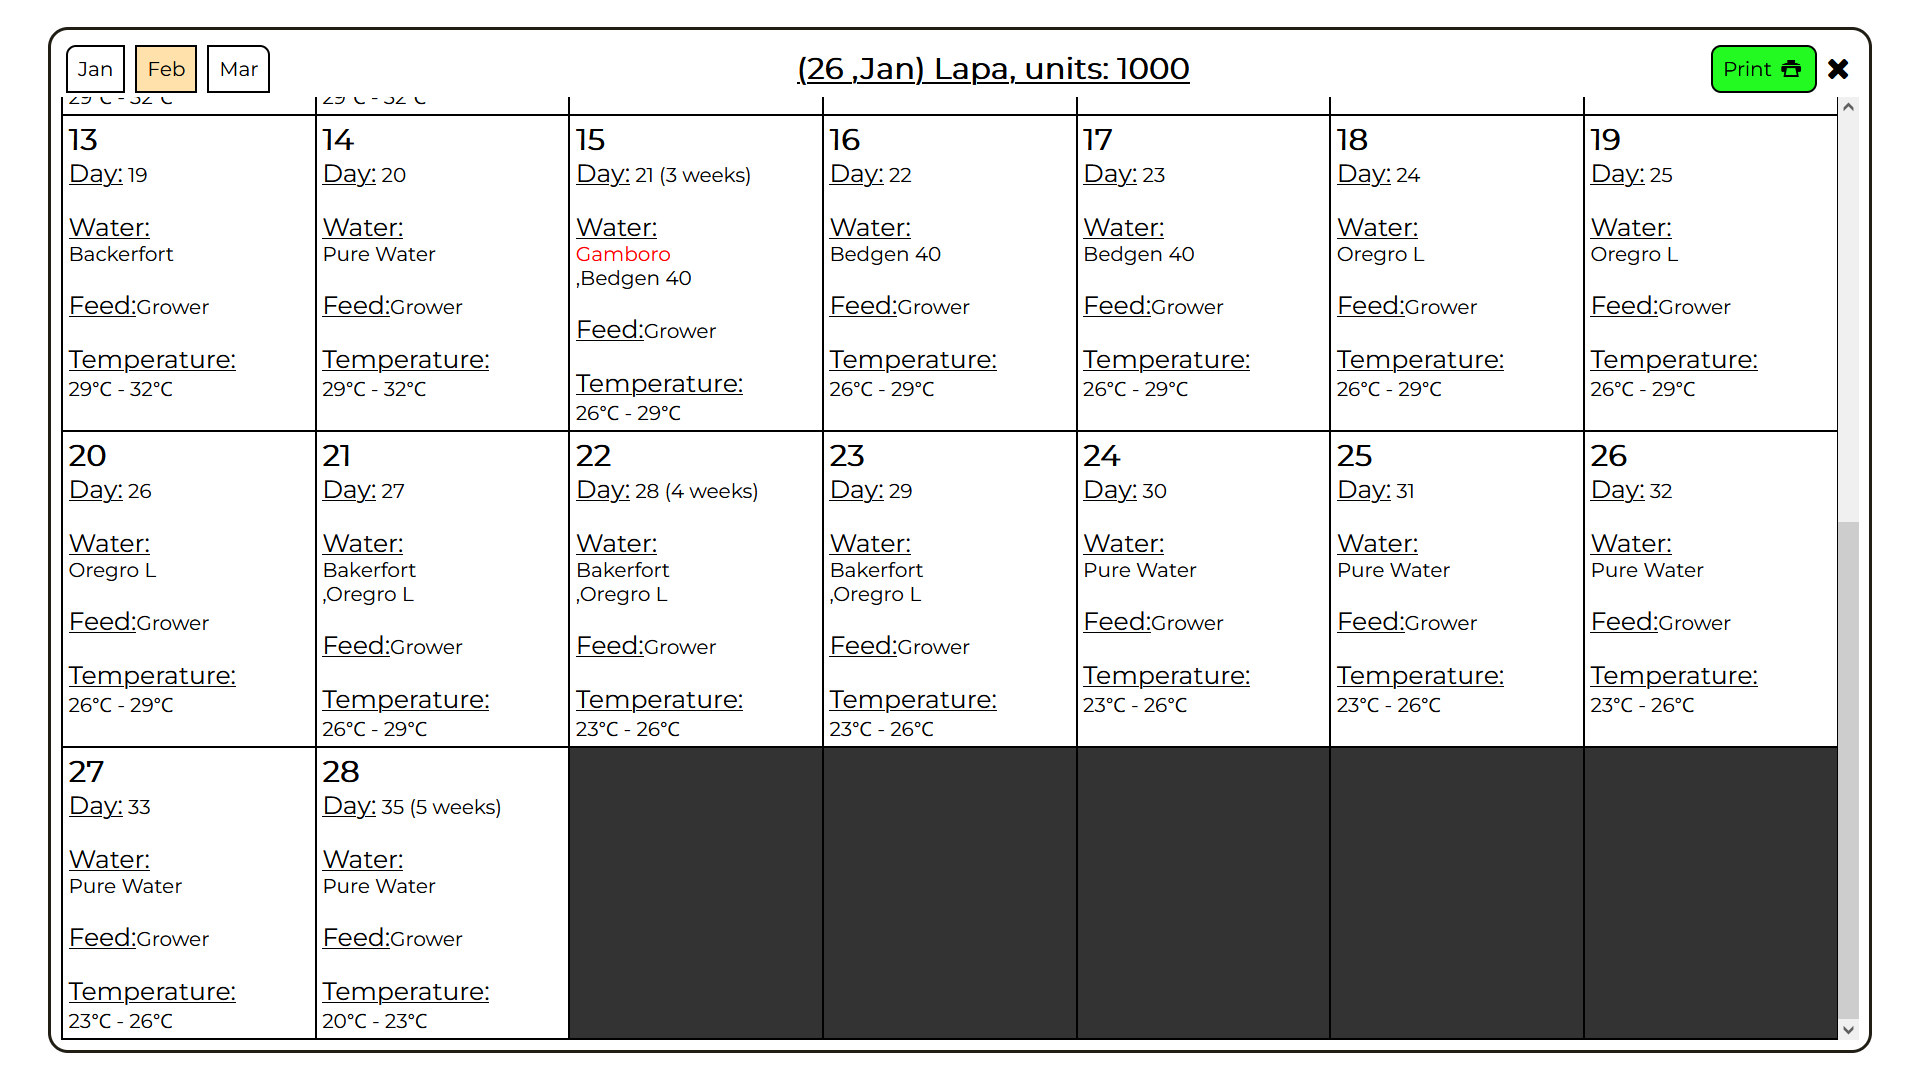 Jan
Feb
Mar
(26 ,Jan) Lapa, units: 1000
Print
29°C - 32°C
29°C - 32°C
13
Day: 19
Water:
Backerfort
Feed:Grower
Temperature:
29°C - 32°C
14
Day: 20
Water:
Pure Water
Feed:Grower
Temperature:
29°C - 32°C
15
Day: 21 (3 weeks)
Water:
Gamboro
,Bedgen 40
Feed:Grower
Temperature:
26°C - 29°C
16
Day: 22
Water:
Bedgen 40
Feed:Grower
Temperature:
26°C - 29°C
17
Day: 23
Water:
Bedgen 40
Feed:Grower
Temperature:
26°C - 29°C
18
Day: 24
Water:
Oregro L
Feed:Grower
Temperature:
26°C - 29°C
19
Day: 25
Water:
Oregro L
Feed:Grower
Temperature:
26°C - 29°C
20
Day: 26
Water:
Oregro L
Feed:Grower
Temperature:
26°C - 29°C
21
Day: 27
Water:
Bakerfort
,Oregro L
Feed:Grower
Temperature:
26°C - 29°C
22
Day: 28 (4 weeks)
Water:
Bakerfort
,Oregro L
Feed:Grower
Temperature:
23°C - 26°C
23
Day: 29
Water:
Bakerfort
,Oregro L
Feed:Grower
Temperature:
23°C - 26°C
24
Day: 30
Water:
Pure Water
Feed:Grower
Temperature:
23°C - 26°C
25
Day: 31
Water:
Pure Water
Feed:Grower
Temperature:
23°C - 26°C
26
Day: 32
Water:
Pure Water
Feed:Grower
Temperature:
23°C - 26°C
27
Day: 33
Water:
Pure Water
Feed:Grower
Temperature:
23°C - 26°C
28
Day: 35 (5 weeks)
Water:
Pure Water
Feed:Grower
Temperature:
20°C - 23°C